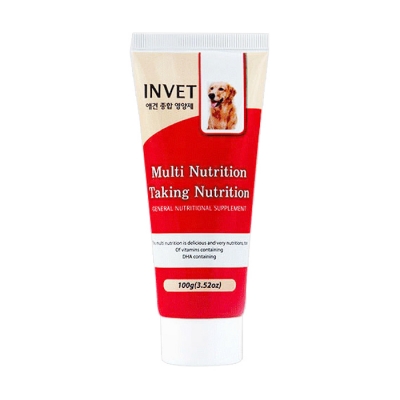 INVET
애견 종합 영양제
Multi Nutrition
Taking Nutrition
GENERAL NUTRITIONAL SUPPLEMENT
multi nutrition is delicious and very nutritions
Of vitamins containing
DHA containing
100g(3.52oz)